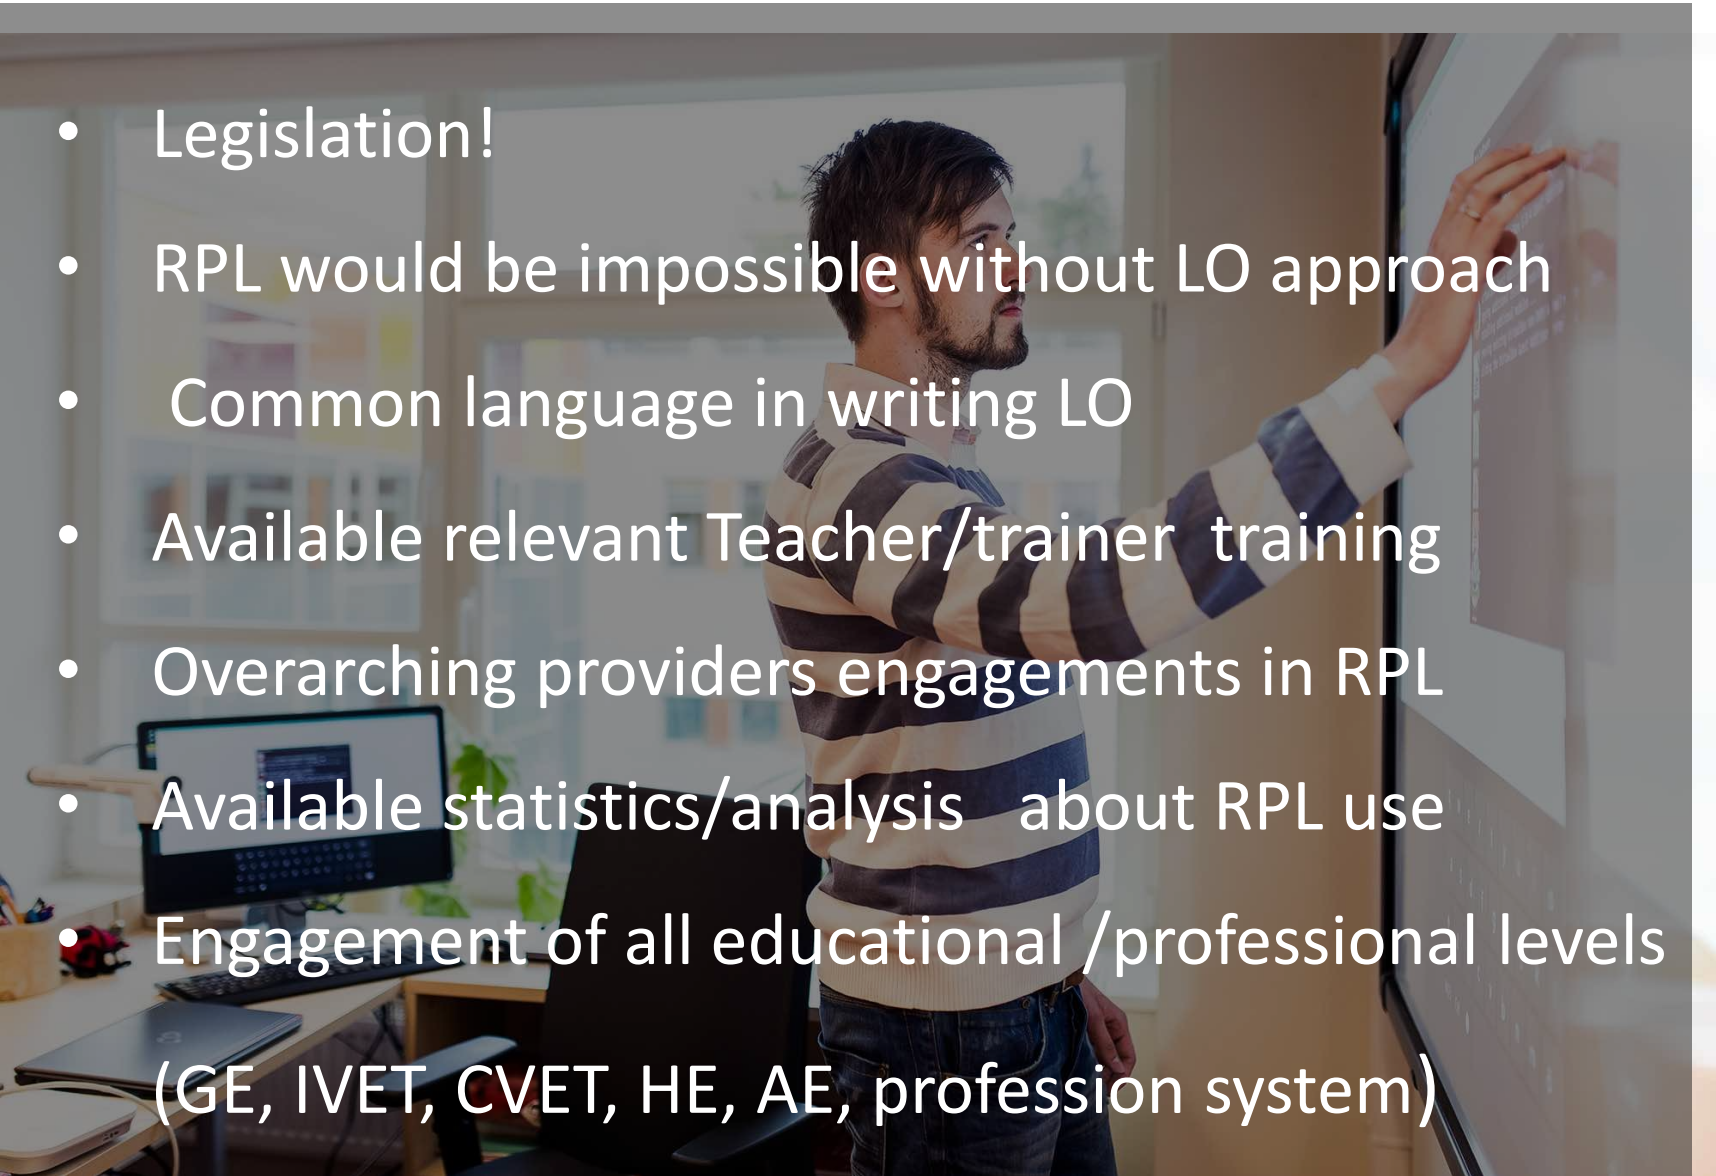 • Legislation!
• RPL would be impossible without LO approach
• Common language in writing LO
• Available relevant Teacher/trainer training
• Overarching providers engagements in RPL
• Available statistics/analysis about RPL use
• Engagement of all educational /professional levels
(GE, IVET, CVET, HE, AE, profession system)